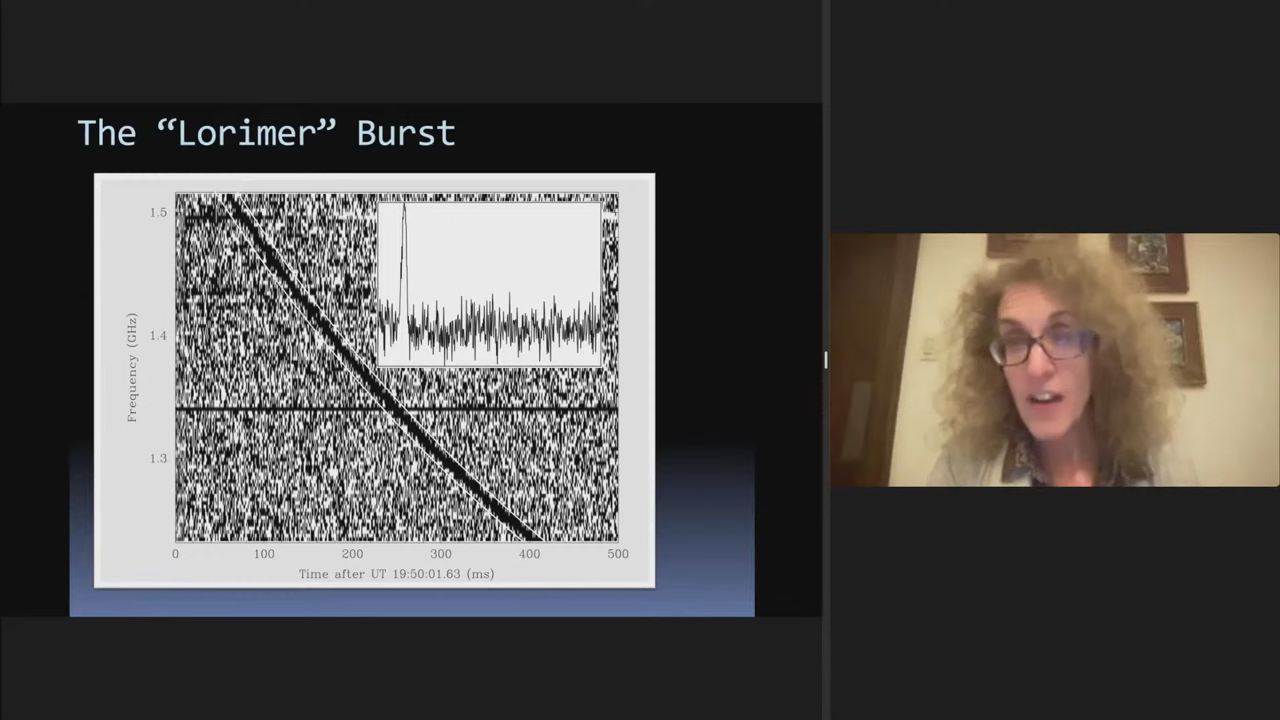 The “Lorimer” Burst
1.5
1.4
1.3
Frequency (GHz)
0 100 200 300 400 500
Time after UT 19:50:01.63 (ms)